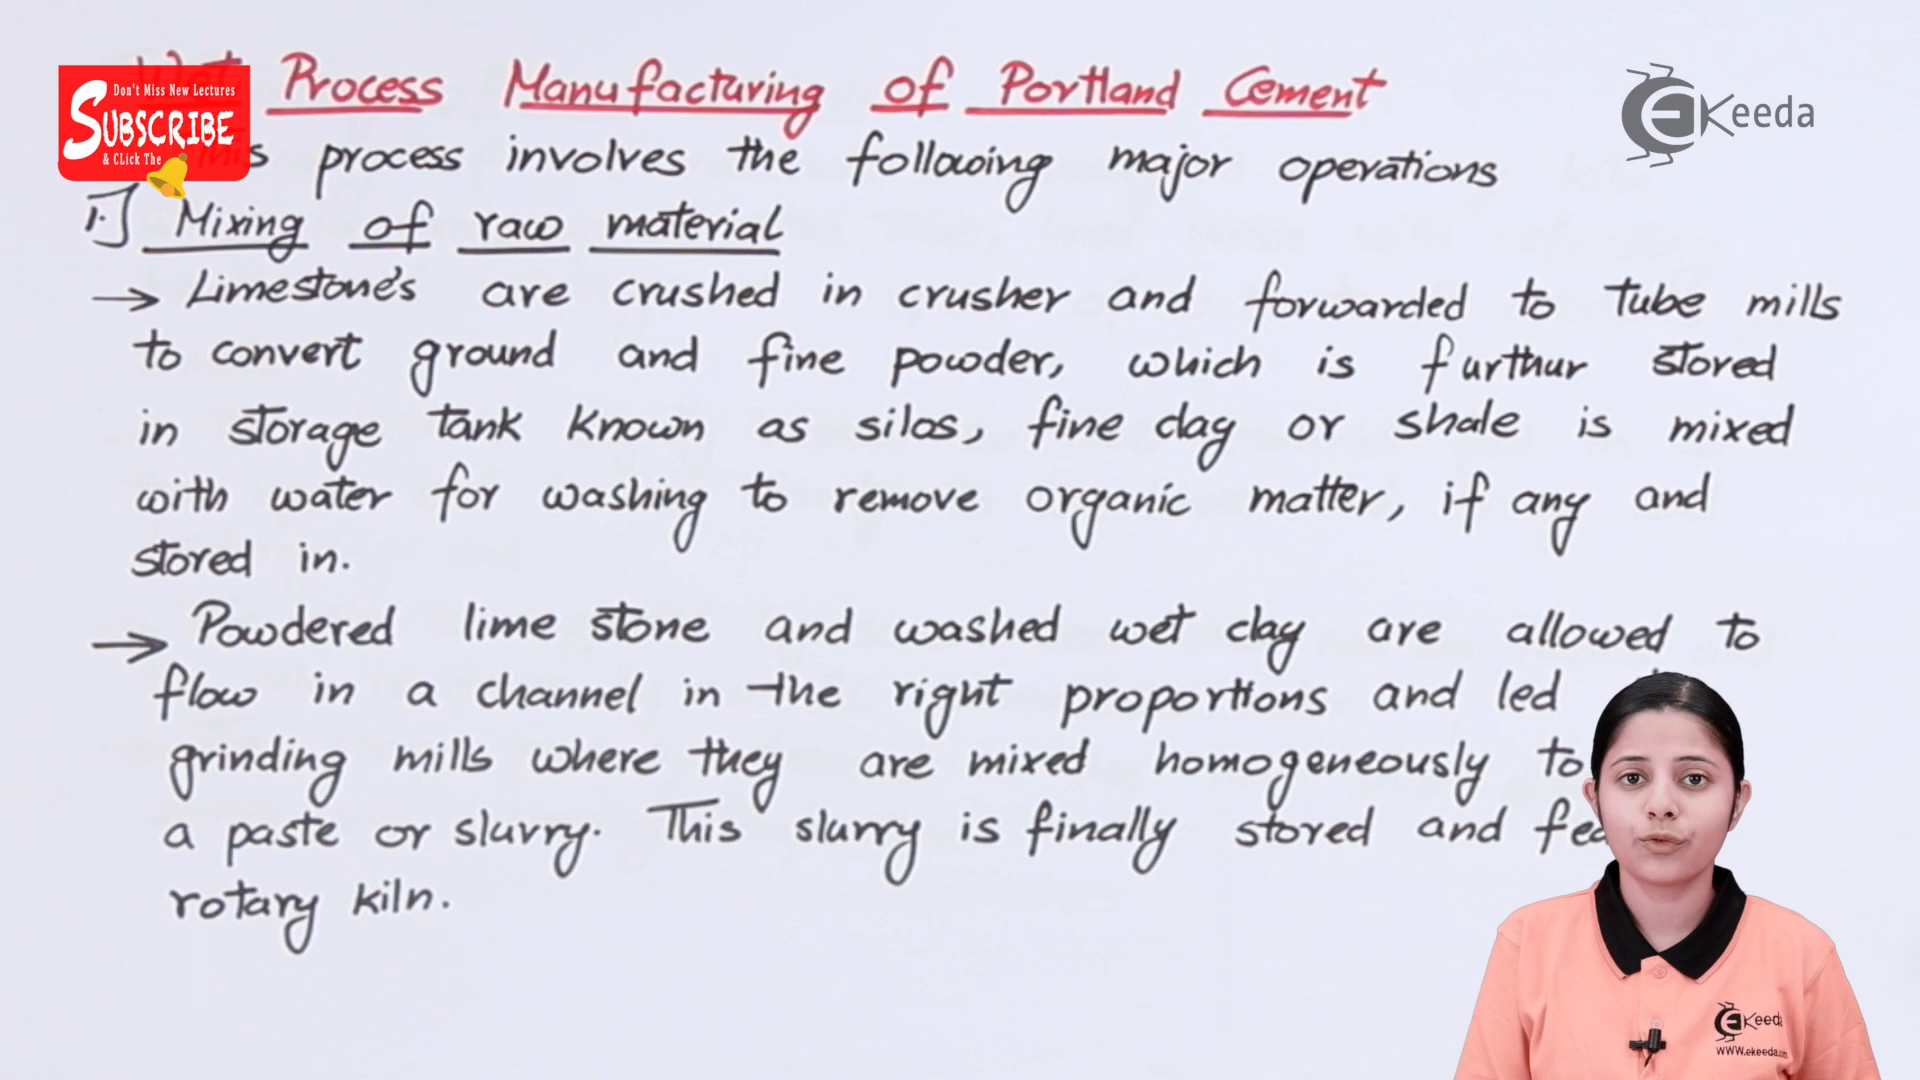 Process Manufacturing of Portland Cement
Don't Miss New Lectures
SUBSCRIBE
& CLick The
Keeda
process involves the following major operations
1.] Mixing of raw material
→ Limestone's are crushed in crusher and forwarded to Tube mills
to convert ground and fine powder, which is furthur stored
in storage tank known as silos, fine clay or shale is mixed
with water for washing to remove organic matter, if any and
stored in.
→ Powdered lime stone and washed wet clay are allowed to
flow in a channel in the right proportions and led
grinding mills where they are mixed homogeneously to
a paste or slurry. This slurry is finally stored and
rotary kiln.
Keeda
www.ekeeda.com